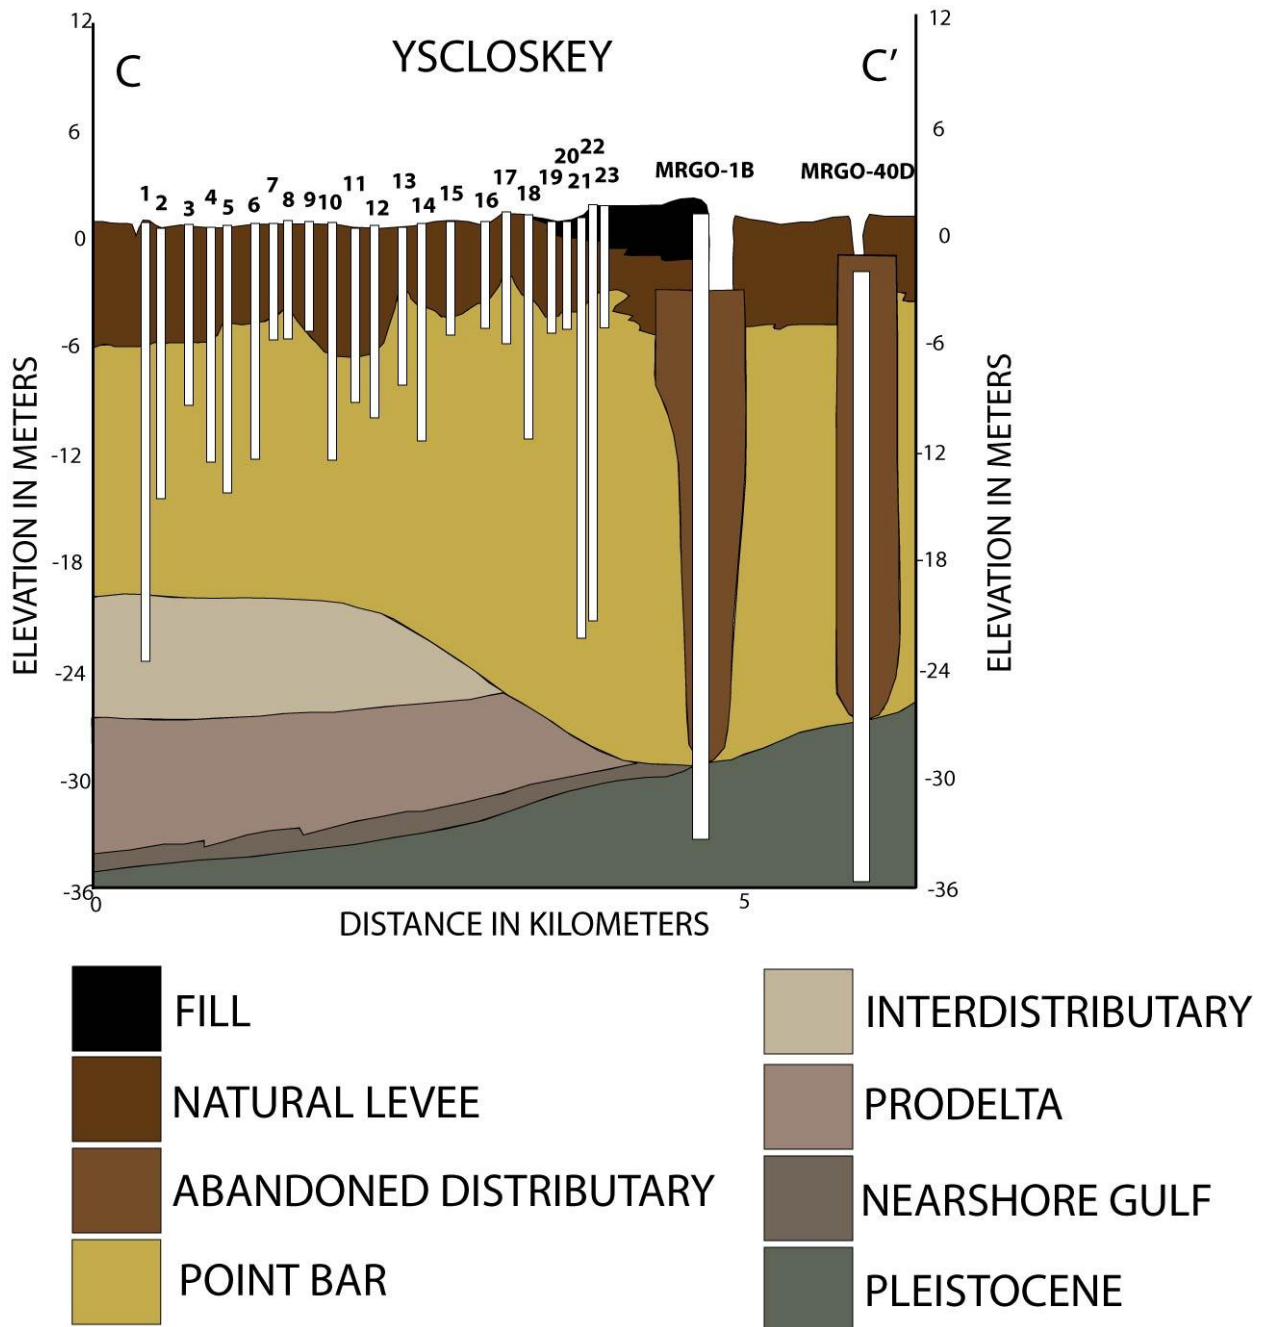 12
12
C
YSCLOSKEY
C'
6
6
1
2
3
4
5
6
7
8
9
10
11
12
13
14
15
16
17
18
19
20
21
22
23
MRGO-1B
MRGO-40D
0
0
-6
-6
-12
-12
-18
-18
-24
-24
-30
-30
-36
-36
ELEVATION IN METERS
ELEVATION IN METERS
0
5
DISTANCE IN KILOMETERS
FILL
NATURAL LEVEE
ABANDONED DISTRIBUTARY
POINT BAR
INTERDISTRIBUTARY
PRODELTA
NEARSHORE GULF
PLEISTOCENE